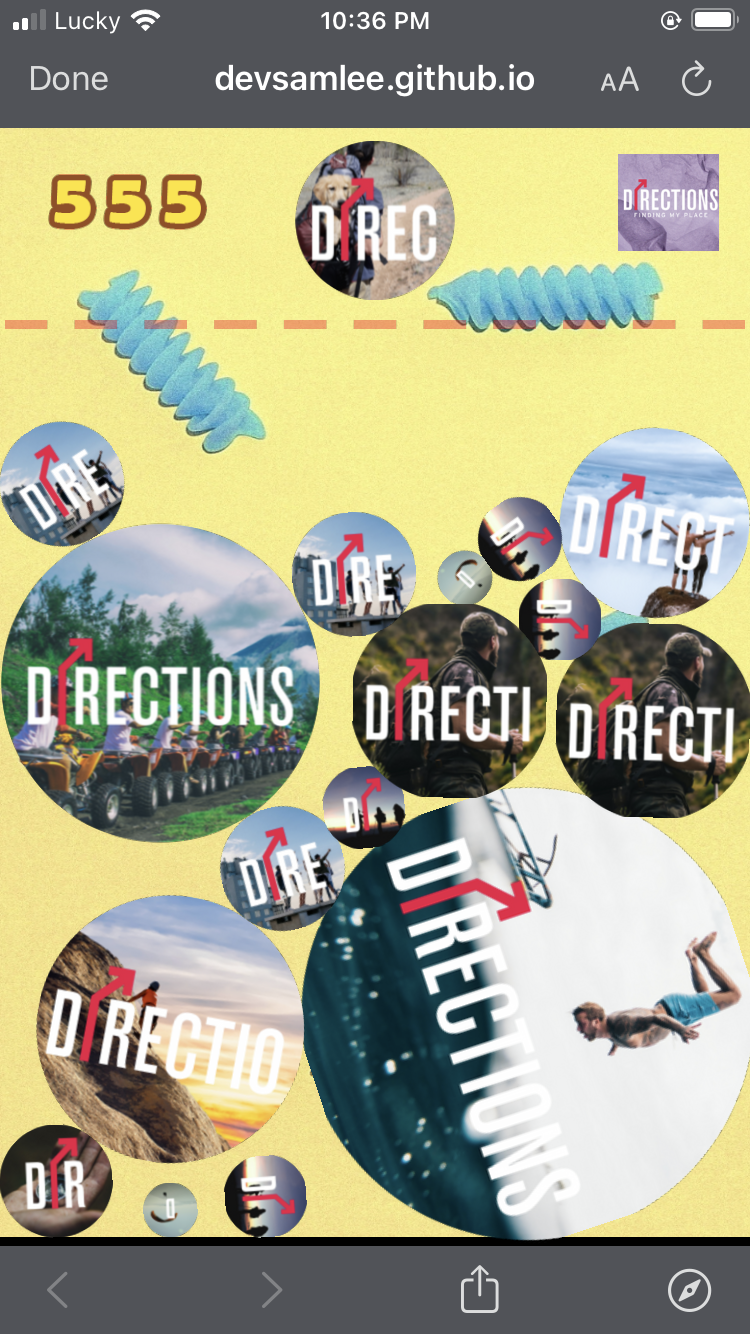 Lucky
10:36 PM
Done
devsamlee.github.io
AA
555
DIREC
DIRECTIONS
FINDING MY PLACE
DIRE
DIRECT
DIRE
D
D
D
DIRECTIONS
DIRECTI
DIRECTI
DI
DIRE
DIRECTIONS
DIRECTIO
DIR
D
D